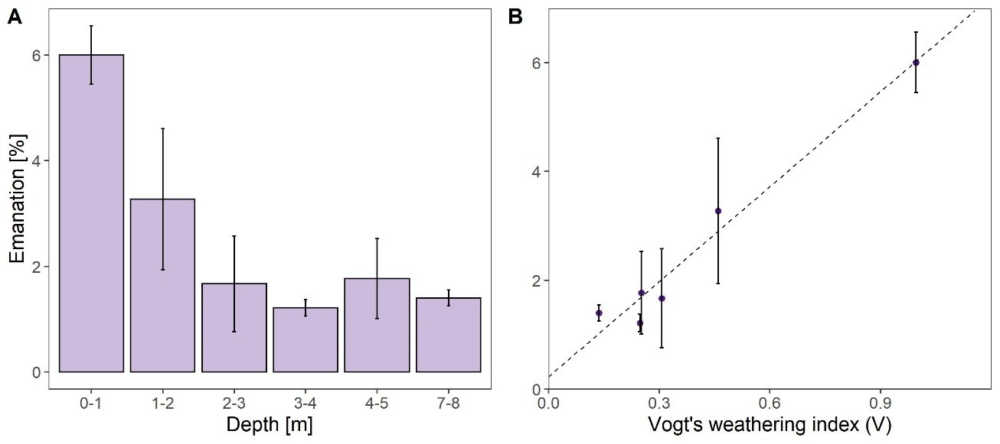 A
Emanation [%]
6
4
2
0
0-1 1-2 2-3 3-4 4-5 7-8
Depth [m]
B
6
4
2
0
0.0 0.3 0.6 0.9
Vogt's weathering index (V)